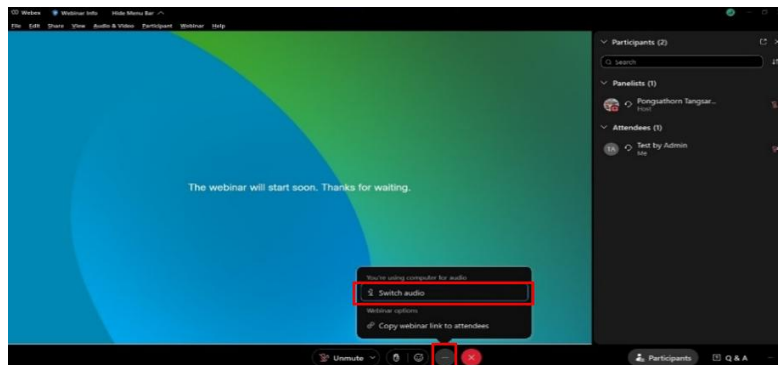 Webex Webinar Info Hide Menu Bar
File Edit Share View Audio & Video Participant Webinar Help
Participants (2)
Search
Panelists (1)
Pongsathorn Tangsar...
Host
Attendees (1)
TA Test by Admin
Me
The webinar will start soon. Thanks for waiting.
You're using computer for audio
Switch audio
Webinar options
Copy webinar link to attendees
Unmute
Participants Q & A